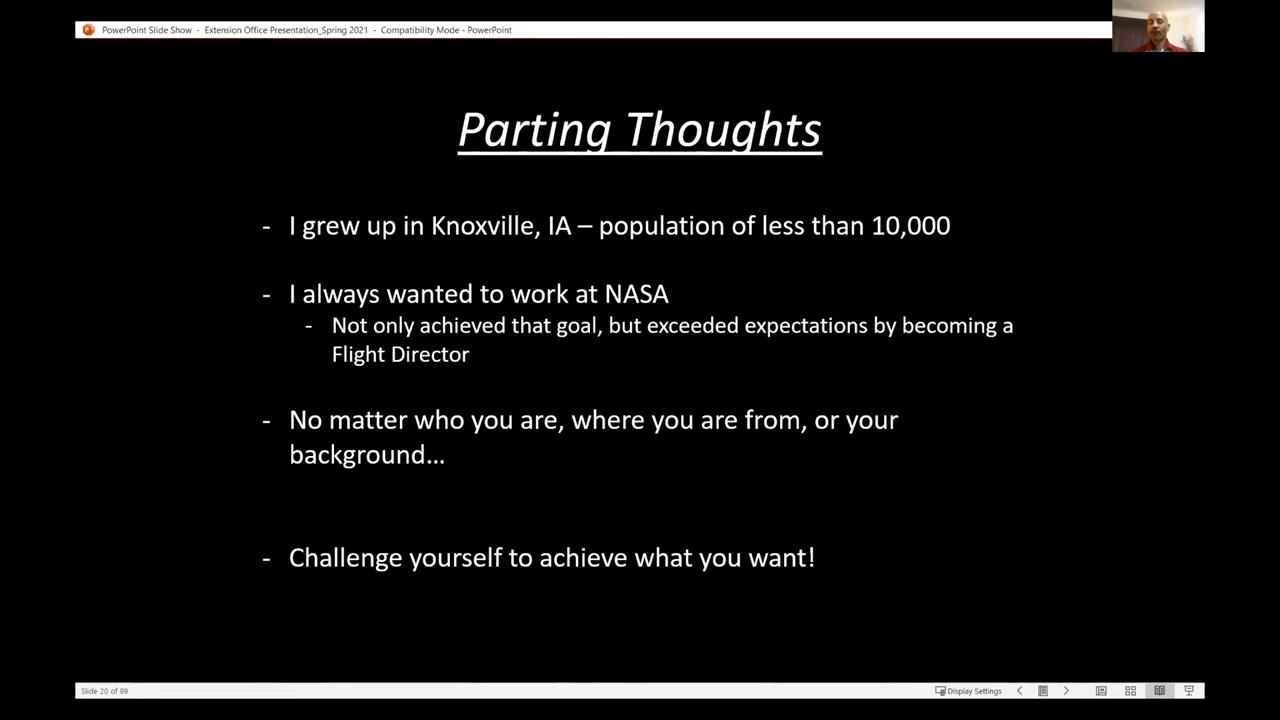 PowerPoint Slide Show - Extension Office Presentation_Spring 2021 - Compatibility Mode - PowerPoint
Parting Thoughts
- I grew up in Knoxville, IA – population of less than 10,000
- I always wanted to work at NASA
- Not only achieved that goal, but exceeded expectations by becoming a
Flight Director
- No matter who you are, where you are from, or your
background…
- Challenge yourself to achieve what you want!
Slide 20 of 89
Display Settings